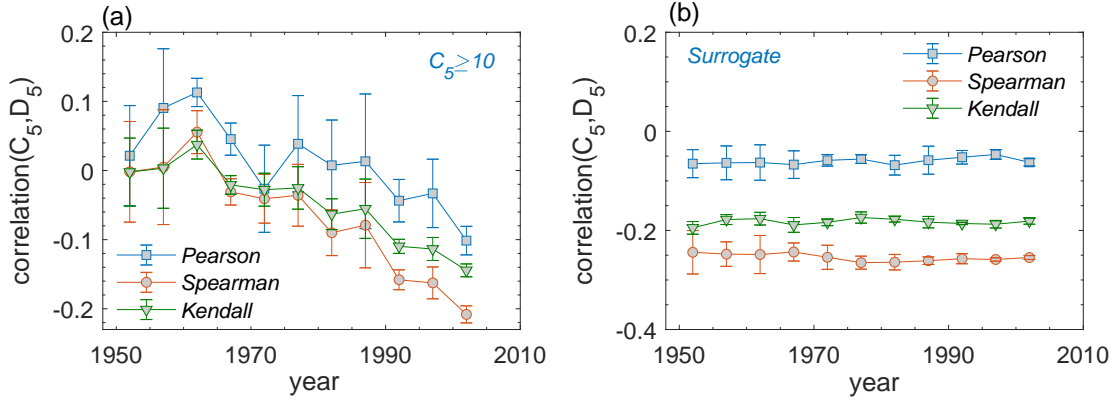 (a)
0.2
0.1
0
-0.1
-0.2
correlation(C5,D5)
C5≥10
Pearson
Spearman
Kendall
1950 1970 1990 2010
year
(b)
0.2
0
-0.2
-0.4
correlation(C5,D5)
Surrogate
Pearson
Spearman
Kendall
1950 1970 1990 2010
year